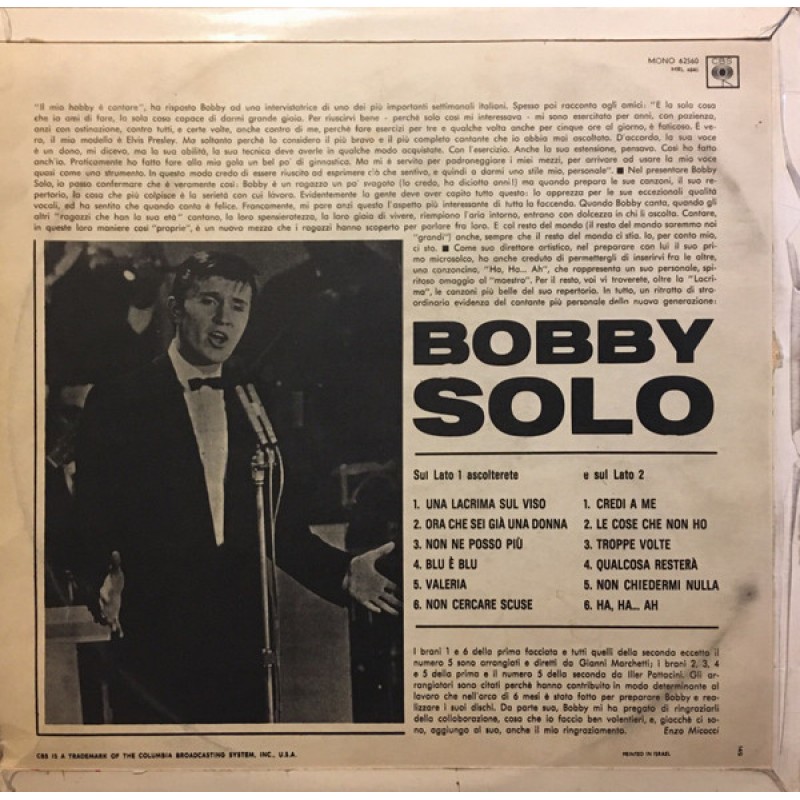 MONO 62560
CBS
"Il mio hobby è cantare", ha risposto Bobby ad una intervistatrice di uno dei più importanti settimanali italiani. Spesso poi racconto agli amici: "È la sola cosa
che io ami di fare, la sola cosa capace di darmi grande gioia. Per riuscirvi bene - perchè solo così mi interessava - mi sono esercitato per anni, con pazienza,
anzi con ostinazione, contro tutti, e certe volte, anche contro di me, perchè fare esercizi per tre e qualche volta anche per cinque ore al giorno, è faticoso. È ve-
ro, il mio modello è Elvis Presley. Ma soltanto perchè lo considero il più bravo e il più completo cantante che io abbia mai ascoltato. D'accordo, la sua voce
è un dono, mi dicevo, ma la sua abilità, la sua tecnica deve averle in qualche modo acquistate. Con l'esercizio. Anche la sua estensione, pensavo. Così ho fatto
anch'io. Praticamente ho fatto fare alla mia gola un bel po' di ginnastica. Ma mi è servito per padroneggiare i miei mezzi, per arrivare ad usare la mia voce
quasi come uno strumento. In questo modo credo di essere riuscito ad esprimere ciò che sentivo, e quindi a darmi uno stile mio, personale". ■ Nel presentare Bobby
Solo, io posso confermare che è veramente così: Bobby è un ragazzo un po' svagato (lo credo, ha diciotto anni!) ma quando prepara le sue canzoni, il suo re-
pertorio, la cosa che più colpisce è la serietà con cui lavora. Evidentemente la gente deve aver capito tutto questo: lo apprezza per le sue eccezionali qualità
vocali, ed ha sentito che quando canta è felice. Francamente, mi pare anzi questo l'aspetto più interessante di tutta la faccenda. Quando Bobby canta, quando gli
altri "ragazzi che han la sua età" cantano, la loro spensieratezza, la loro gioia di vivere, riempiono l'aria intorno, entrano con dolcezza in chi li ascolta. Cantare,
in queste loro maniere così "proprie", è un nuovo mezzo che i ragazzi hanno scoperto per parlare fra loro. E col resto del mondo (il resto del mondo saremmo noi
"grandi") anche, sempre che il resto del mondo ci stia. Io, per conto mio,
ci sto. ■ Come suo direttore artistico, nel preparare con lui il suo pri-
mo microsolco, ho anche creduto di permettergli di inserirvi fra le altre,
una canzoncina, "Ha, Ha... Ah", che rappresenta un suo personale, spi-
ritoso omaggio al "maestro". Per il resto, voi vi troverete, oltre la "Lacri-
ma", le canzoni più belle del suo repertorio. In tutto, un ritratto di stra-
ordinaria evidenza del cantante più personale della nuova generazione:
BOBBY
SOLO
Sul Lato 1 ascolterete
1. UNA LACRIMA SUL VISO
2. ORA CHE SEI GIÀ UNA DONNA
3. NON NE POSSO PIÙ
4. BLU È BLU
5. VALERIA
6. NON CERCARE SCUSE
e sul Lato 2
1. CREDI A ME
2. LE COSE CHE NON HO
3. TROPPE VOLTE
4. QUALCOSA RESTERÀ
5. NON CHIEDERMI NULLA
6. HA, HA... AH
I brani 1 e 6 della prima facciata e tutti quelli della seconda eccetto il
numero 5 sono arrangiati e diretti da Gianni Marchetti; i brani 2, 3, 4
e 5 della prima e il numero 5 della seconda da Iller Pattacini. Gli ar-
rangiatori sono citati perchè hanno contribuito in modo determinante al
lavoro che nell'arco di 6 mesi è stato fatto per preparare Bobby e rea-
lizzare i suoi dischi. Da parte sua, Bobby mi ha pregato di ringraziarli
della collaborazione, cosa che io faccio ben volentieri, e, giacchè ci so-
no, aggiungo al suo, anche il mio ringraziamento. Enzo Micocci
CBS IS A TRADEMARK OF THE COLUMBIA BROADCASTING SYSTEM, INC., U.S.A.
PRINTED IN ISRAEL